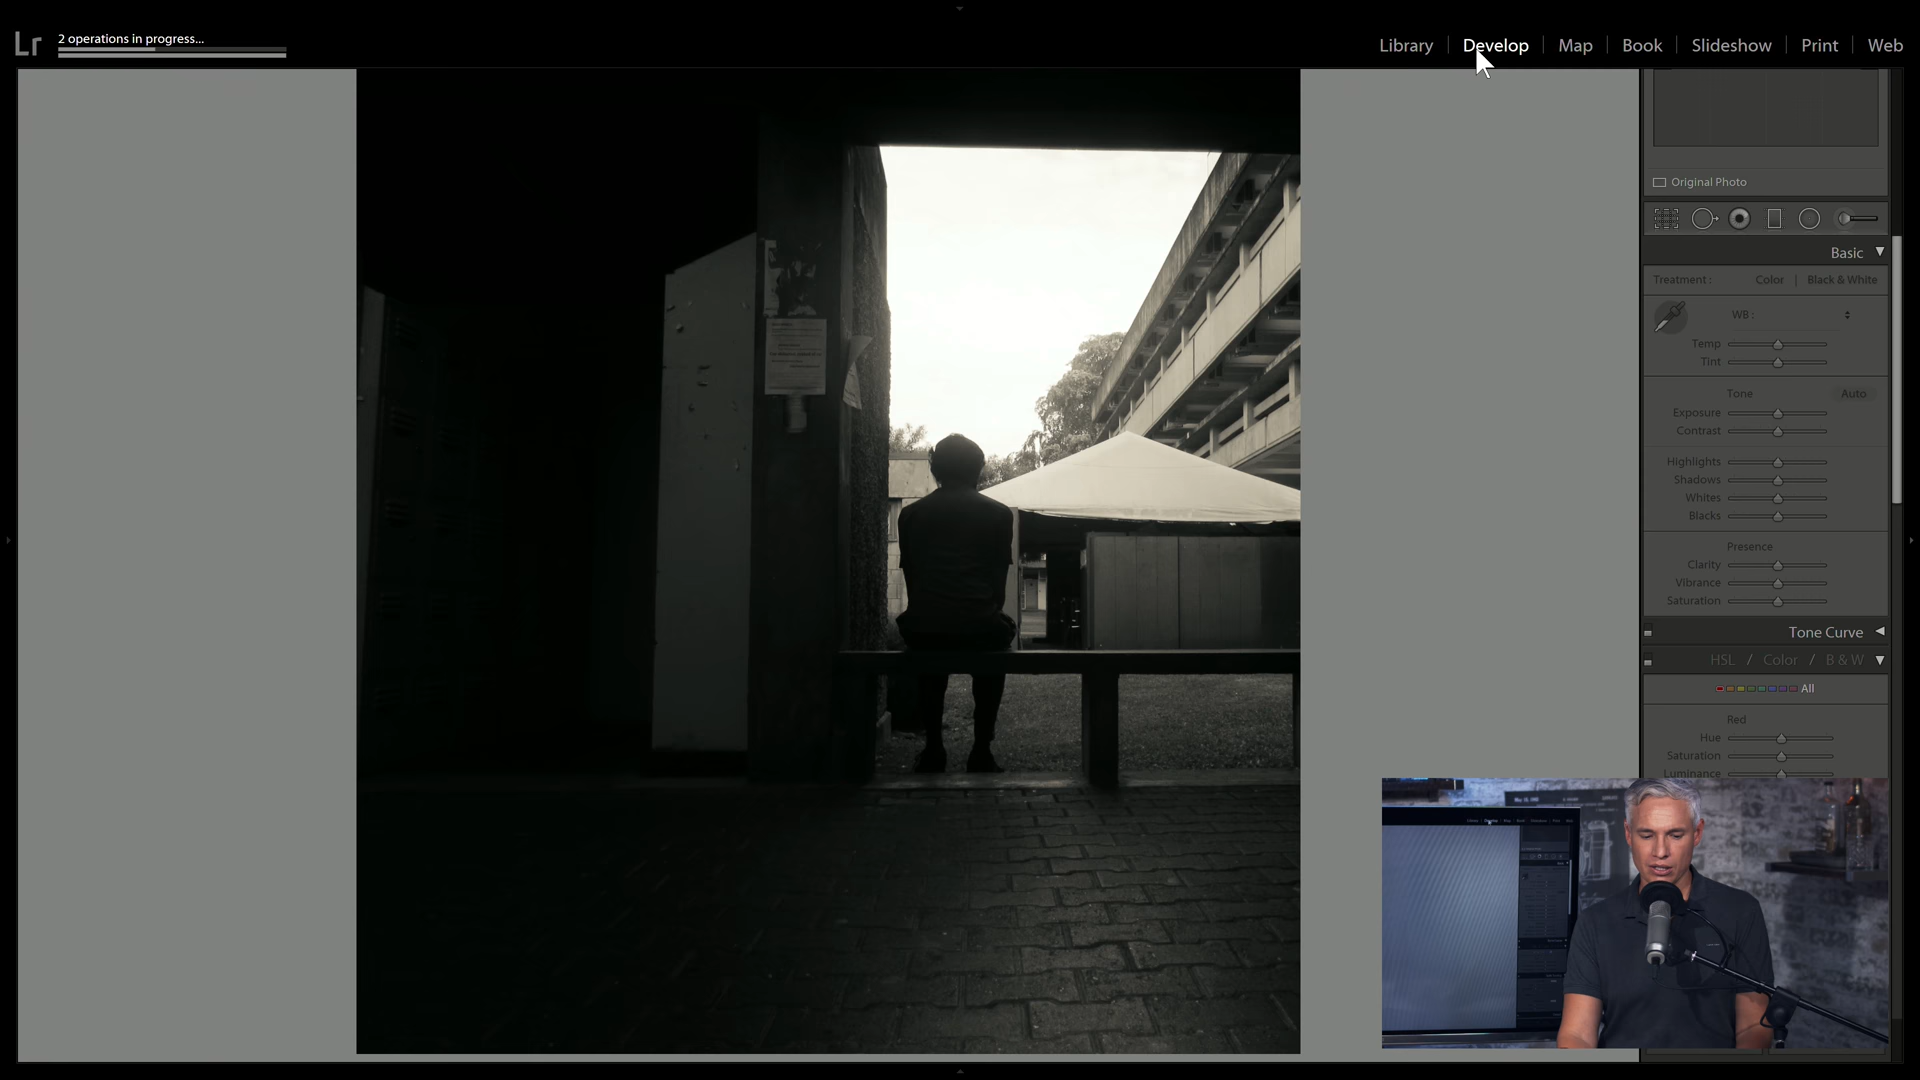 Lr
2 operations in progress...
Library | Develop | Map | Book | Slideshow | Print | Web
Original Photo
Basic
Treatment : Color | Black & White
WB :
Temp
Tint
Tone Auto
Exposure
Contrast
Highlights
Shadows
Whites
Blacks
Presence
Clarity
Vibrance
Saturation
Tone Curve
HSL / Color / B & W
All
Red
Hue
Saturation
Luminance